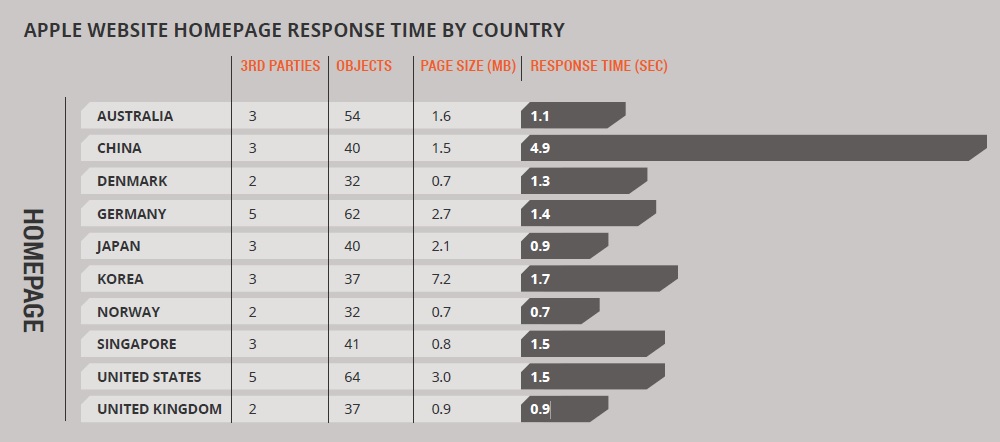 APPLE WEBSITE HOMEPAGE RESPONSE TIME BY COUNTRY
3RD PARTIES OBJECTS PAGE SIZE (MB) RESPONSE TIME (SEC)
HOMEPAGE
AUSTRALIA 3 54 1.6 1.1
CHINA 3 40 1.5 4.9
DENMARK 2 32 0.7 1.3
GERMANY 5 62 2.7 1.4
JAPAN 3 40 2.1 0.9
KOREA 3 37 7.2 1.7
NORWAY 2 32 0.7 0.7
SINGAPORE 3 41 0.8 1.5
UNITED STATES 5 64 3.0 1.5
UNITED KINGDOM 2 37 0.9 0.9